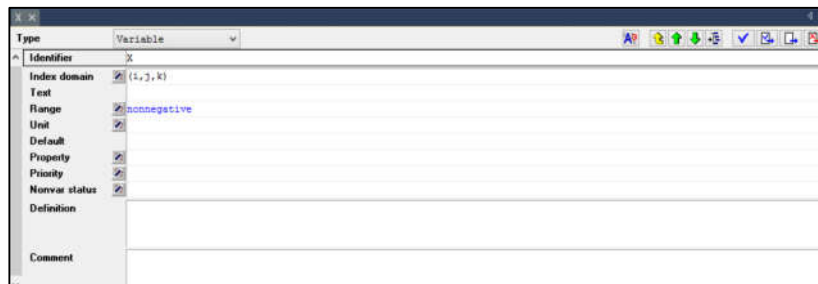 X
Type Variable
Identifier X
Index domain (i,j,k)
Text
Range nonnegative
Unit
Default
Property
Priority
Nonvar status
Definition
Comment